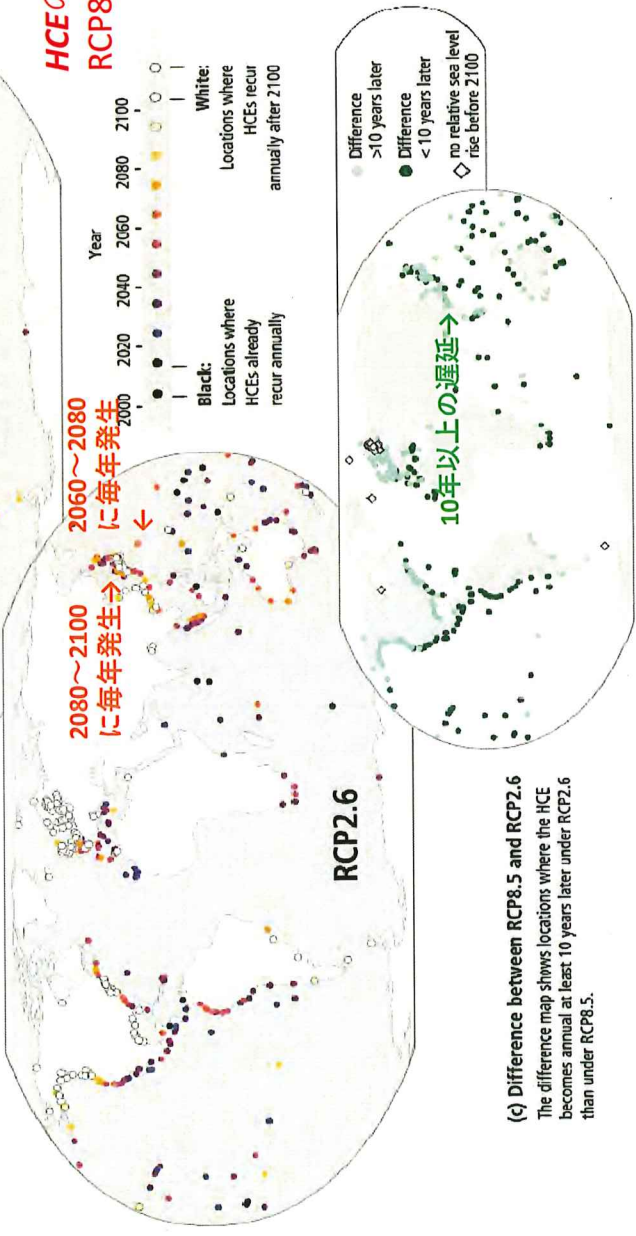 HCEの
RCP8
2080～2100
に毎年発生→
2060～2080
に毎年発生
↓
RCP2.6
Year
2000
2020
2040
2060
2080
2100
Black:
Locations where
HCEs already
recur annually
White:
Locations where
HCEs recur
annually after 2100
(c) Difference between RCP8.5 and RCP2.6
The difference map shows locations where the HCE
becomes annual at least 10 years later under RCP2.6
than under RCP8.5.
10年以上の遅延→
Difference
>10 years later
Difference
< 10 years later
no relative sea level
rise before 2100